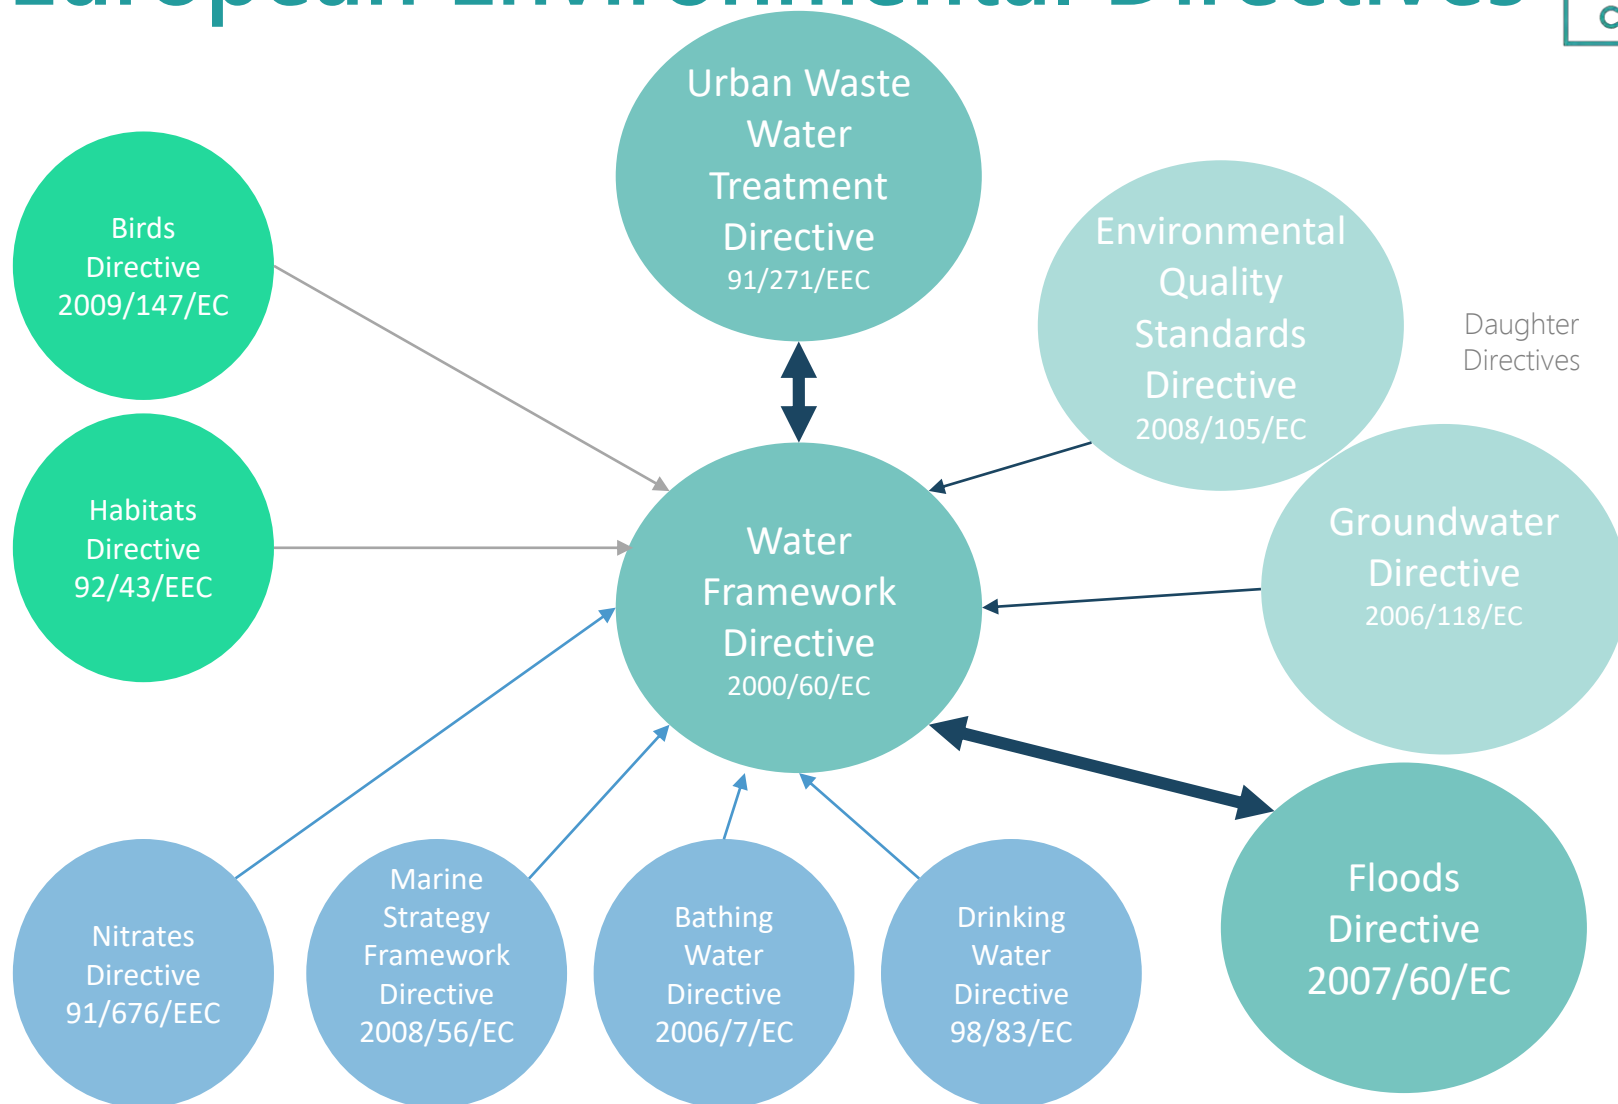 European Environmental Directives
Urban Waste
Water
Treatment
Directive
91/271/EEC
Birds
Directive
2009/147/EC
Environmental
Quality
Standards
Directive
2008/105/EC
Daughter
Directives
Habitats
Directive
92/43/EEC
Water
Framework
Directive
2000/60/EC
Groundwater
Directive
2006/118/EC
Nitrates
Directive
91/676/EEC
Marine
Strategy
Framework
Directive
2008/56/EC
Bathing
Water
Directive
2006/7/EC
Drinking
Water
Directive
98/83/EC
Floods
Directive
2007/60/EC